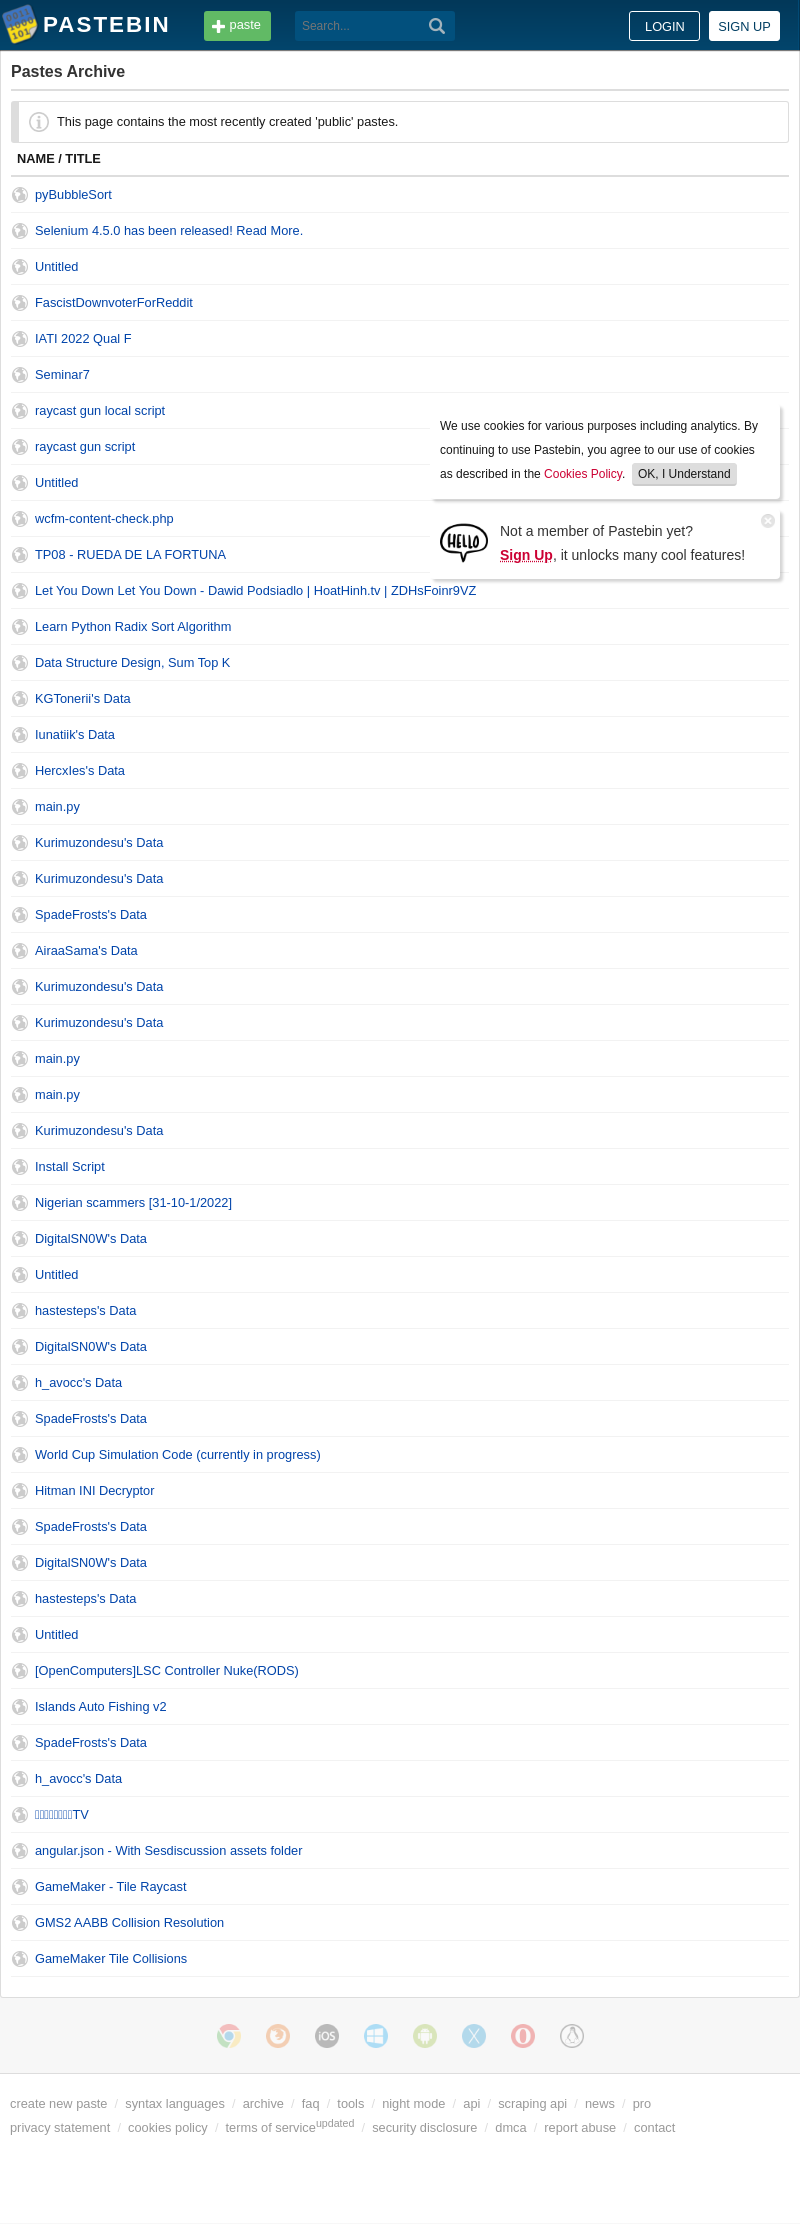 PASTEBIN
paste
Search...
LOGIN
SIGN UP
Pastes Archive
This page contains the most recently created 'public' pastes.
NAME / TITLE
pyBubbleSort
Selenium 4.5.0 has been released! Read More.
Untitled
FascistDownvoterForReddit
IATI 2022 Qual F
Seminar7
raycast gun local script
raycast gun script
Untitled
wcfm-content-check.php
TP08 - RUEDA DE LA FORTUNA
Let You Down Let You Down - Dawid Podsiadlo | HoatHinh.tv | ZDHsFoinr9VZ
We use cookies for various purposes including analytics. By
continuing to use Pastebin, you agree to our use of cookies
as described in the Cookies Policy. OK, I Understand
HELLO
Not a member of Pastebin yet?
Sign Up, it unlocks many cool features!
Learn Python Radix Sort Algorithm
Data Structure Design, Sum Top K
KGTonerii's Data
Iunatiik's Data
HercxIes's Data
main.py
Kurimuzondesu's Data
Kurimuzondesu's Data
SpadeFrosts's Data
AiraaSama's Data
Kurimuzondesu's Data
Kurimuzondesu's Data
main.py
main.py
Kurimuzondesu's Data
Install Script
Nigerian scammers [31-10-1/2022]
DigitalSN0W's Data
Untitled
hastesteps's Data
DigitalSN0W's Data
h_avocc's Data
SpadeFrosts's Data
World Cup Simulation Code (currently in progress)
Hitman INI Decryptor
SpadeFrosts's Data
DigitalSN0W's Data
hastesteps's Data
Untitled
[OpenComputers]LSC Controller Nuke(RODS)
Islands Auto Fishing v2
SpadeFrosts's Data
h_avocc's Data
TV
angular.json - With Sesdiscussion assets folder
GameMaker - Tile Raycast
GMS2 AABB Collision Resolution
GameMaker Tile Collisions
iOS
create new paste / syntax languages / archive / faq / tools / night mode / api / scraping api / news / pro
privacy statement / cookies policy / terms of service updated / security disclosure / dmca / report abuse / contact